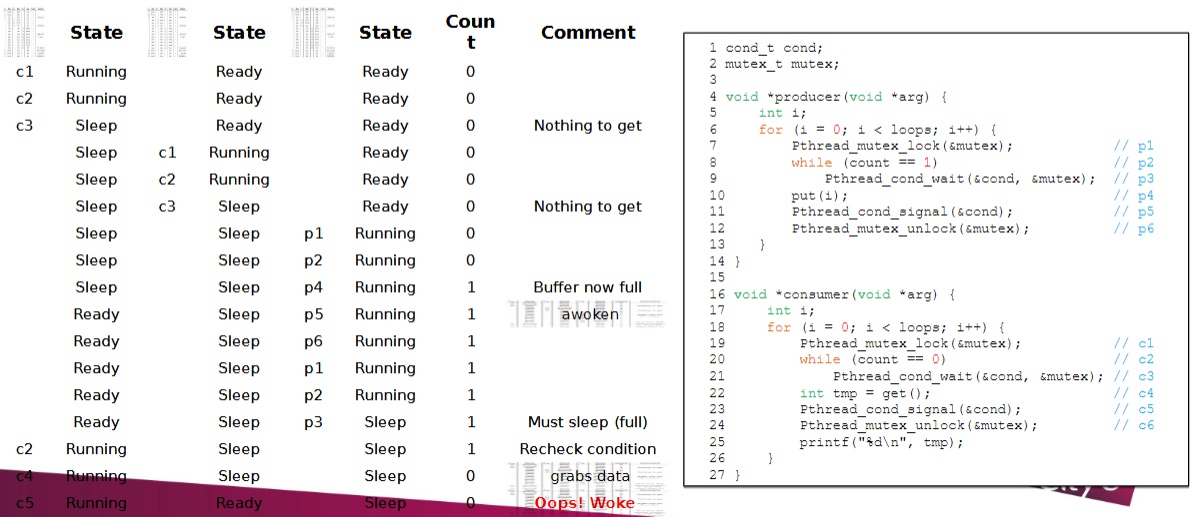 State State State Coun
t Comment
c1 Running Ready Ready 0
c2 Running Ready Ready 0
c3 Sleep Ready Ready 0 Nothing to get
Sleep c1 Running Ready 0
Sleep c2 Running Ready 0
Sleep c3 Sleep Ready 0 Nothing to get
Sleep Sleep p1 Running 0
Sleep Sleep p2 Running 0
Sleep Sleep p4 Running 1 Buffer now full
Ready Sleep p5 Running 1 awoken
Ready Sleep p6 Running 1
Ready Sleep p1 Running 1
Ready Sleep p2 Running 1
Ready Sleep p3 Sleep 1 Must sleep (full)
c2 Running Sleep Sleep 1 Recheck condition
c4 Running Sleep Sleep 0 grabs data
c5 Running Ready Sleep 0 Oops! Woke
1 cond_t cond;
2 mutex_t mutex;
3
4 void *producer(void *arg) {
5 int i;
6 for (i = 0; i < loops; i++) {
7 Pthread_mutex_lock(&mutex); // p1
8 while (count == 1) // p2
9 Pthread_cond_wait(&cond, &mutex); // p3
10 put(i); // p4
11 Pthread_cond_signal(&cond); // p5
12 Pthread_mutex_unlock(&mutex); // p6
13 }
14 }
15
16 void *consumer(void *arg) {
17 int i;
18 for (i = 0; i < loops; i++) {
19 Pthread_mutex_lock(&mutex); // c1
20 while (count == 0) // c2
21 Pthread_cond_wait(&cond, &mutex); // c3
22 int tmp = get(); // c4
23 Pthread_cond_signal(&cond); // c5
24 Pthread_mutex_unlock(&mutex); // c6
25 printf("%d\n", tmp);
26 }
27 }